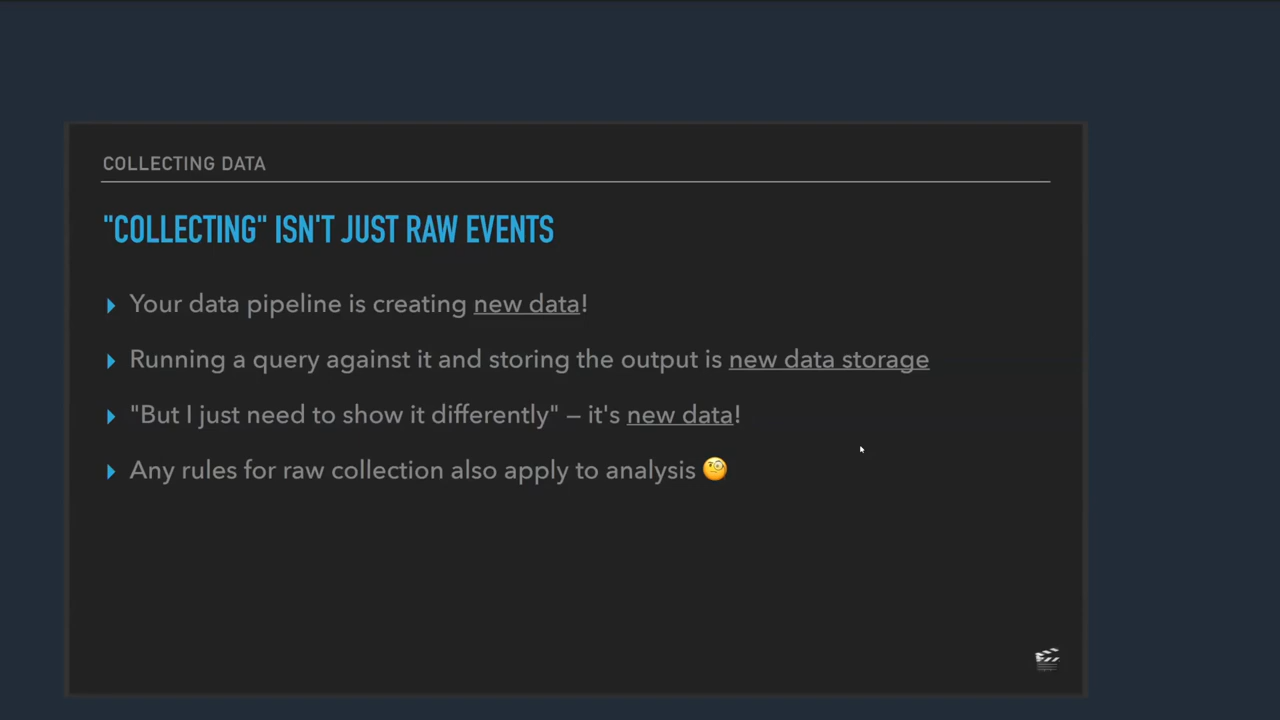 COLLECTING DATA
"COLLECTING" ISN'T JUST RAW EVENTS
Your data pipeline is creating new data!
Running a query against it and storing the output is new data storage
"But I just need to show it differently" – it's new data!
Any rules for raw collection also apply to analysis 🧐